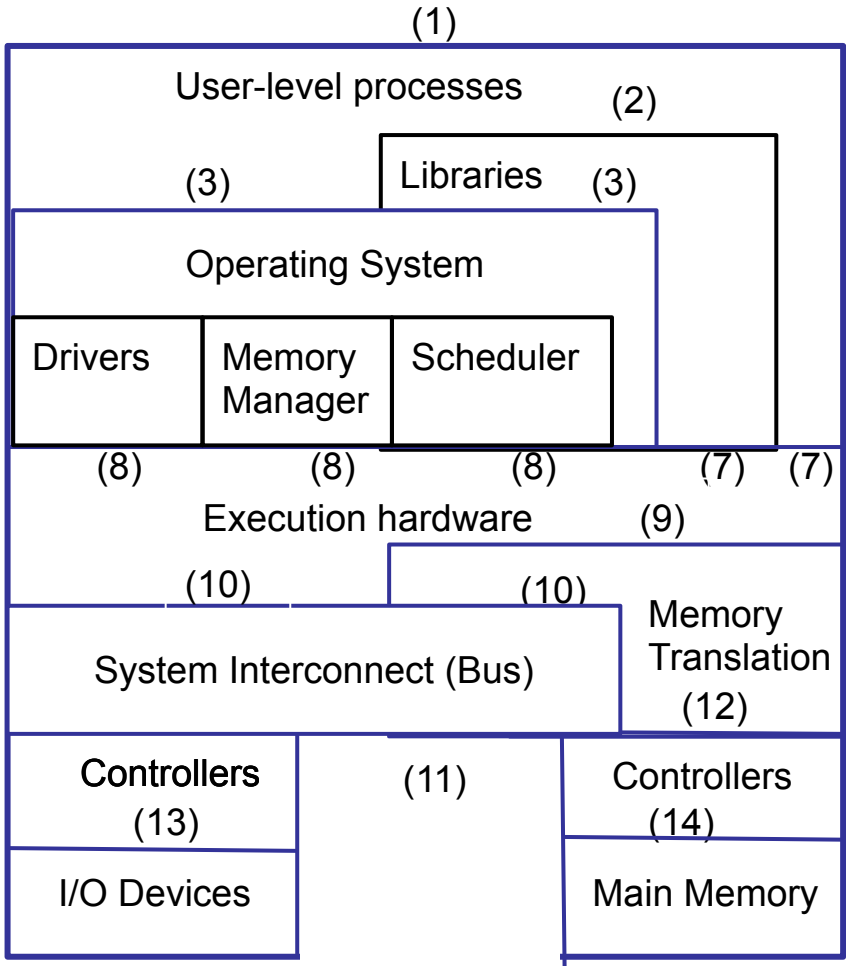 (1)
User-level processes
(2)
Libraries
(3)
(3)
Operating System
Drivers
Memory
Manager
Scheduler
(8)
(8)
(8)
(7)
(7)
Execution hardware
(9)
(10)
(10)
Memory
Translation
System Interconnect (Bus)
(12)
Controllers
(11)
Controllers
(13)
(14)
I/O Devices
Main Memory